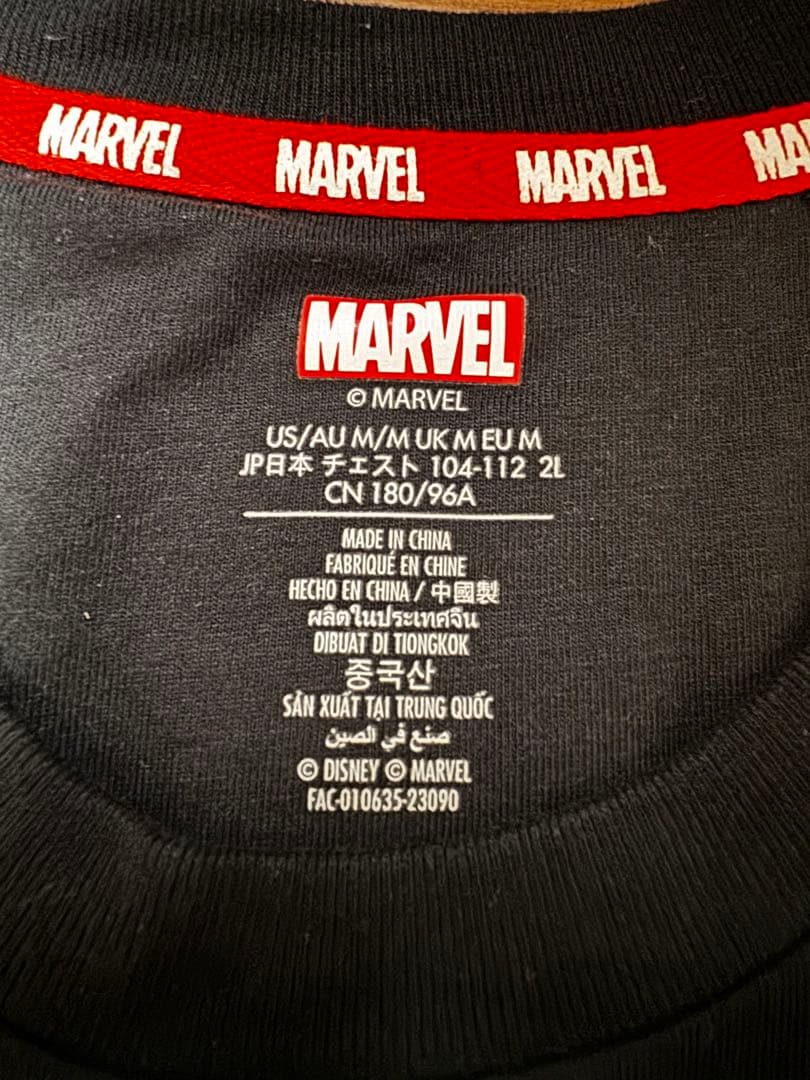 MARVEL MARVEL MARVEL MA
MARVEL
© MARVEL
US/AU M/M UK M EU M
JP日本 チェスト 104-112 2L
CN 180/96A
MADE IN CHINA
FABRIQUÉ EN CHINE
HECHO EN CHINA / 中國製
ผลิตในประเทศจีน
DIBUAT DI TIONGKOK
중국산
SẢN XUẤT TẠI TRUNG QUỐC
صنع في الصين
© DISNEY © MARVEL
FAC-010635-23090